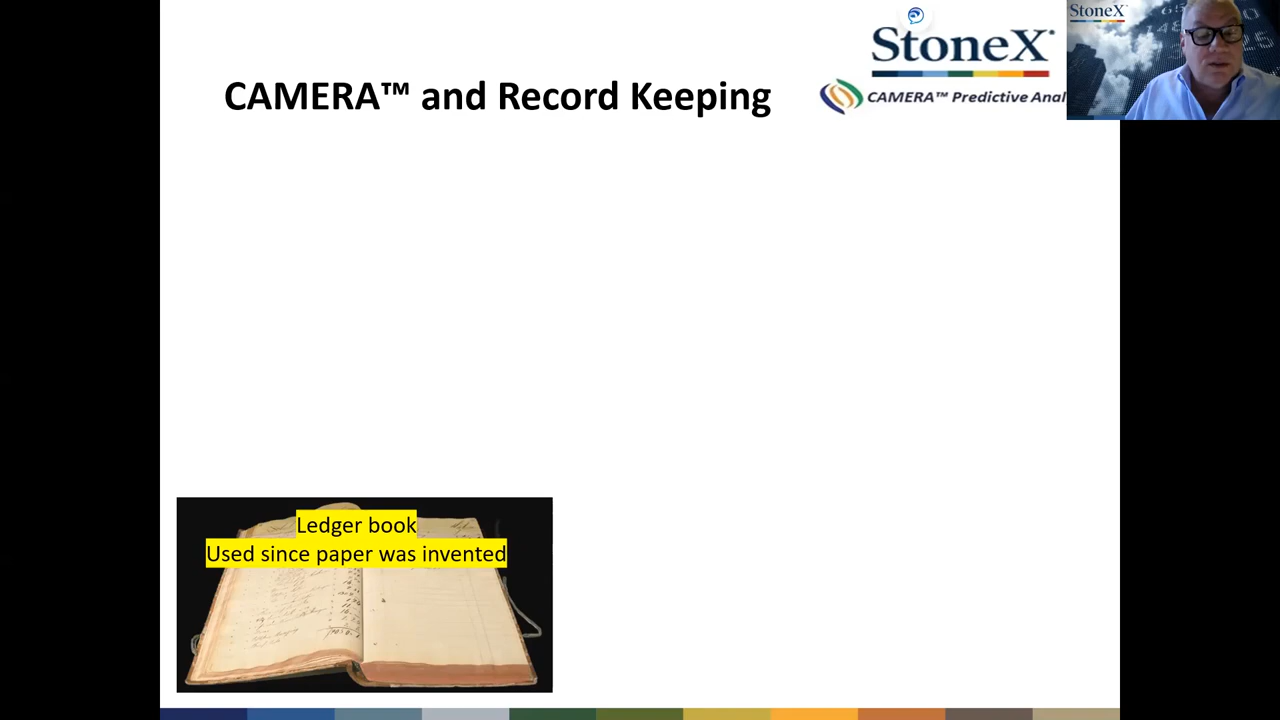 CAMERA™ and Record Keeping
StoneX®
CAMERA™ Predictive Anal
StoneX
Ledger book
Used since paper was invented